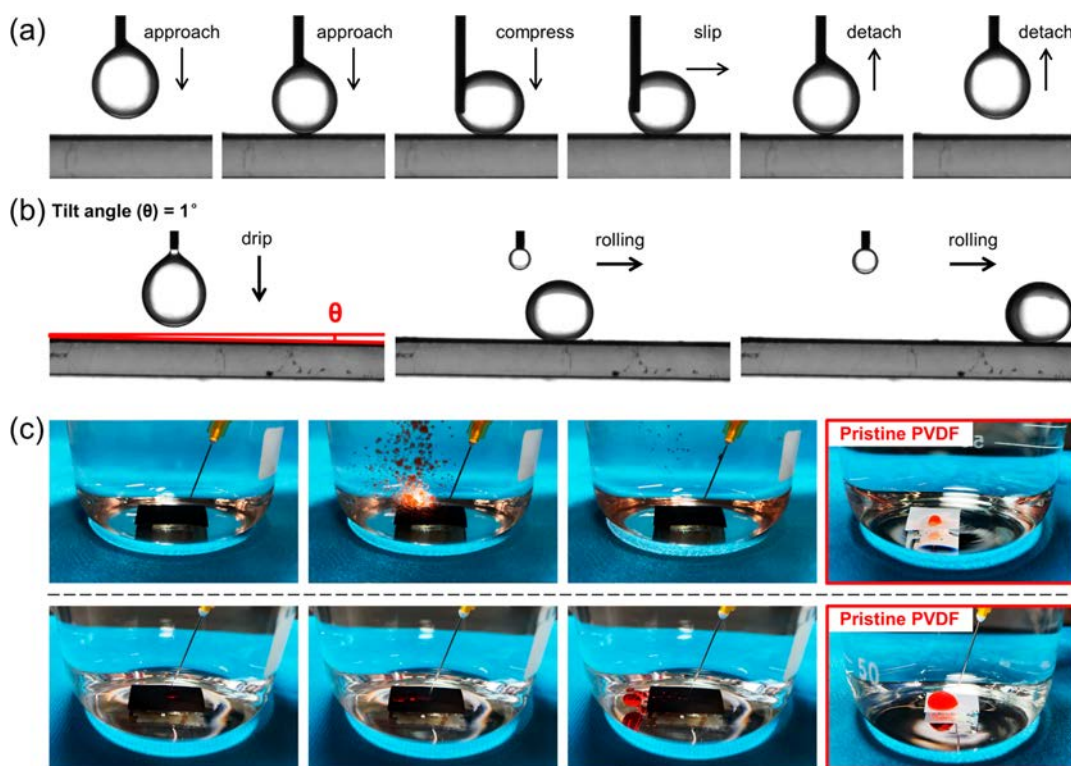 (a)
approach
approach
compress
slip
detach
detach
(b) Tilt angle (θ) = 1°
drip
rolling
rolling
θ
(c)
Pristine PVDF
Pristine PVDF
50